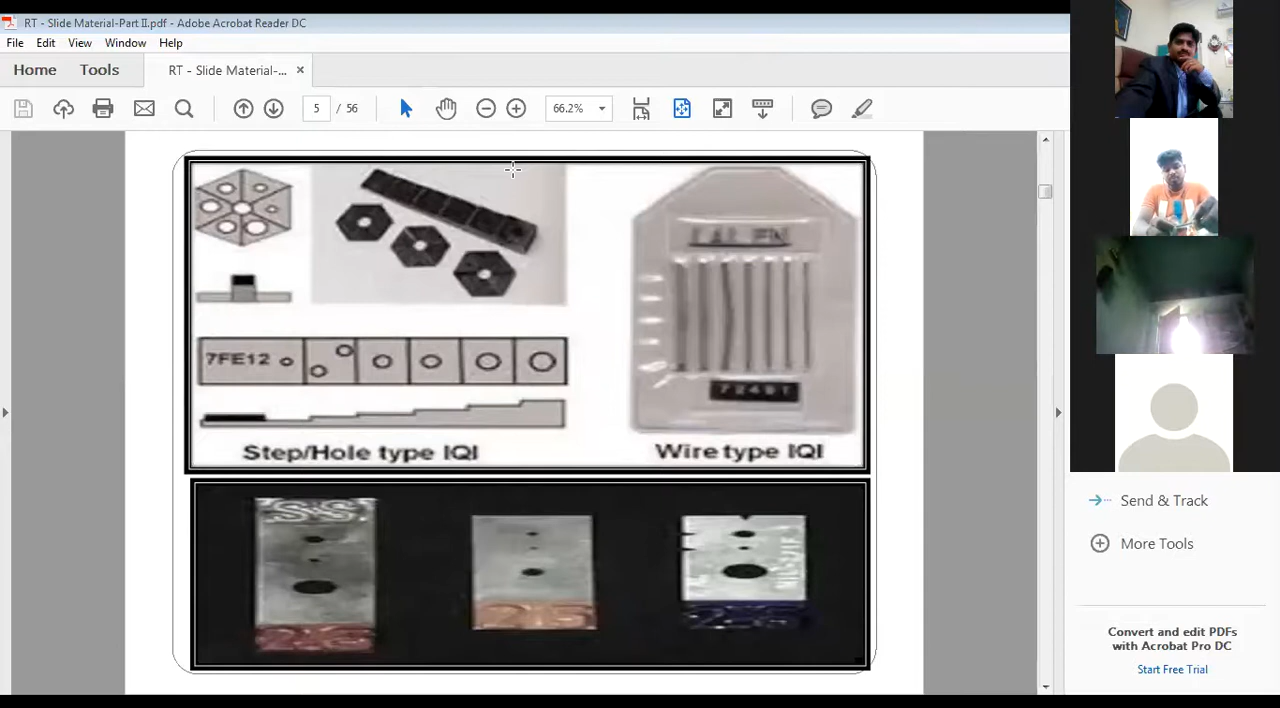 RT - Slide Material-Part II.pdf - Adobe Acrobat Reader DC
File Edit View Window Help
Home Tools RT - Slide Material-... ×
5 / 56 66.2%
7FE12
Step/Hole type IQI
Wire type IQI
Send & Track
More Tools
Convert and edit PDFs
with Acrobat Pro DC
Start Free Trial